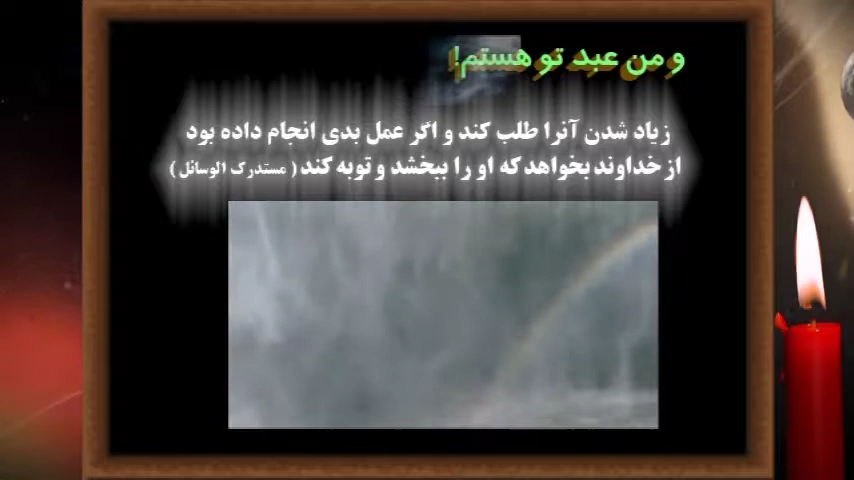 و من عبد تو هستم!
زیاد شدن آنرا طلب کند و اگر عمل بدی انجام داده بود
از خداوند بخواهد که او را ببخشد و توبه کند ( مستدرک الوسائل )